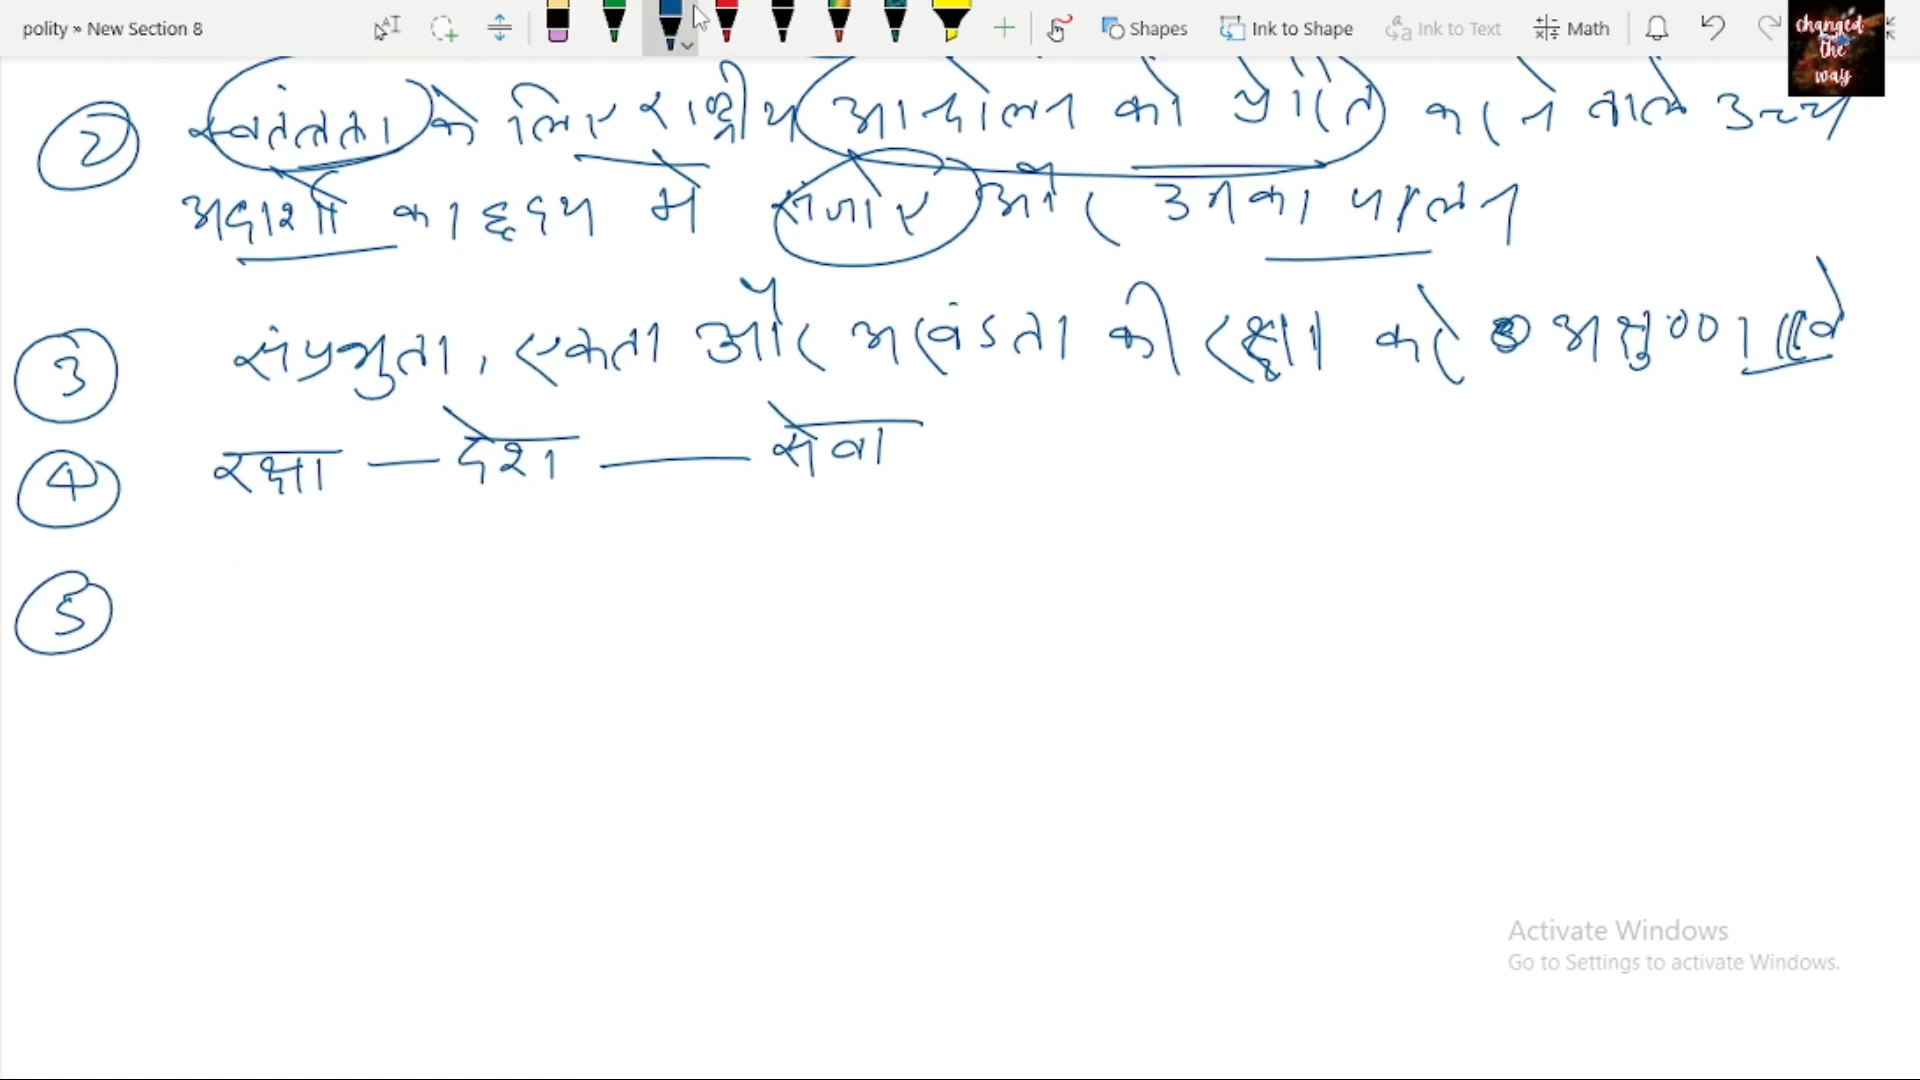 polity » New Section 8
Shapes
Ink to Shape
Ink to Text
Math
changed
the
way
② स्वतंत्रता के लिए राष्ट्रीय आन्दोलन को प्रेरित करने वाले उच्च
आदर्शो का हृदय में संजोए और उनका पालन
③ संप्रभुता, एकता और अखंडता की रक्षा करे अक्षुण्ण रखे
④ रक्षा — देश — सेवा
⑤
Activate Windows
Go to Settings to activate Windows.